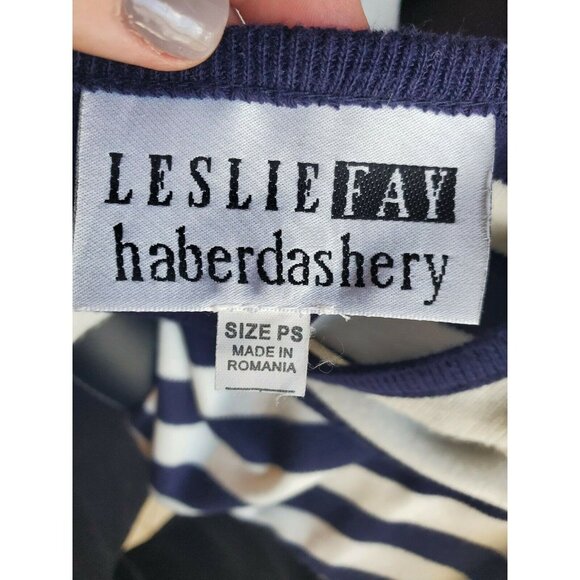 LESLIE FAY
haberdashery
SIZE PS
MADE IN
ROMANIA